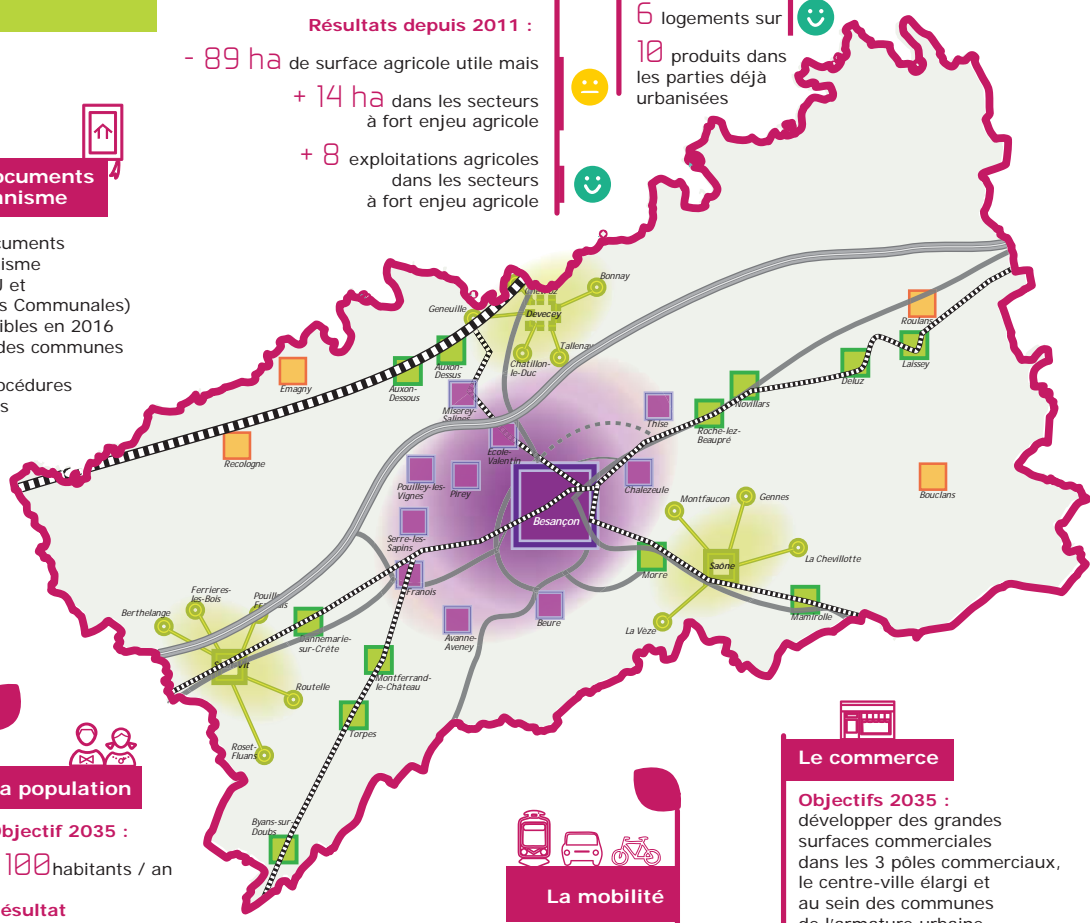 Résultats depuis 2011 :
- 89 ha de surface agricole utile mais
+ 14 ha dans les secteurs
à fort enjeu agricole
+ 8 exploitations agricoles
dans les secteurs
à fort enjeu agricole
6 logements sur
10 produits dans
les parties déjà
urbanisées
ocuments
anisme
cuments
isme
U et
s Communales)
ibles en 2016
des communes
océdures
s
Bonnay
Geneuille
Devecey
Tallenay
Chatillon-
le-Duc
Auxon-
Dessus
Auxon-
Dessous
Emagny
Miserey-
Salines
Ecole-
Valentin
Recologne
Pouilley-les-
Vignes
Pirey
Thise
Chalezeule
Roche-lez-
Beaupré
Novillars
Deluz
Laissey
Roulans
Bouclans
Besançon
Serre-les-
Sapins
Franois
Avanne-
Aveney
Beure
Morre
Montfaucon
Gennes
Saône
La Chevillotte
Mamirolle
La Vèze
Ferrieres-
les-Bois
Berthelange
Dannemarie-
sur-Crête
Routelle
Roset-
Fluans
Montferrand-
le-Château
Torpes
Byans-sur-
Doubs
a population
bjectif 2035 :
100 habitants / an
ésultat
La mobilité
Le commerce
Objectifs 2035 :
développer des grandes
surfaces commerciales
dans les 3 pôles commerciaux,
le centre-ville élargi et
au sein des communes
de l'armature urbaine